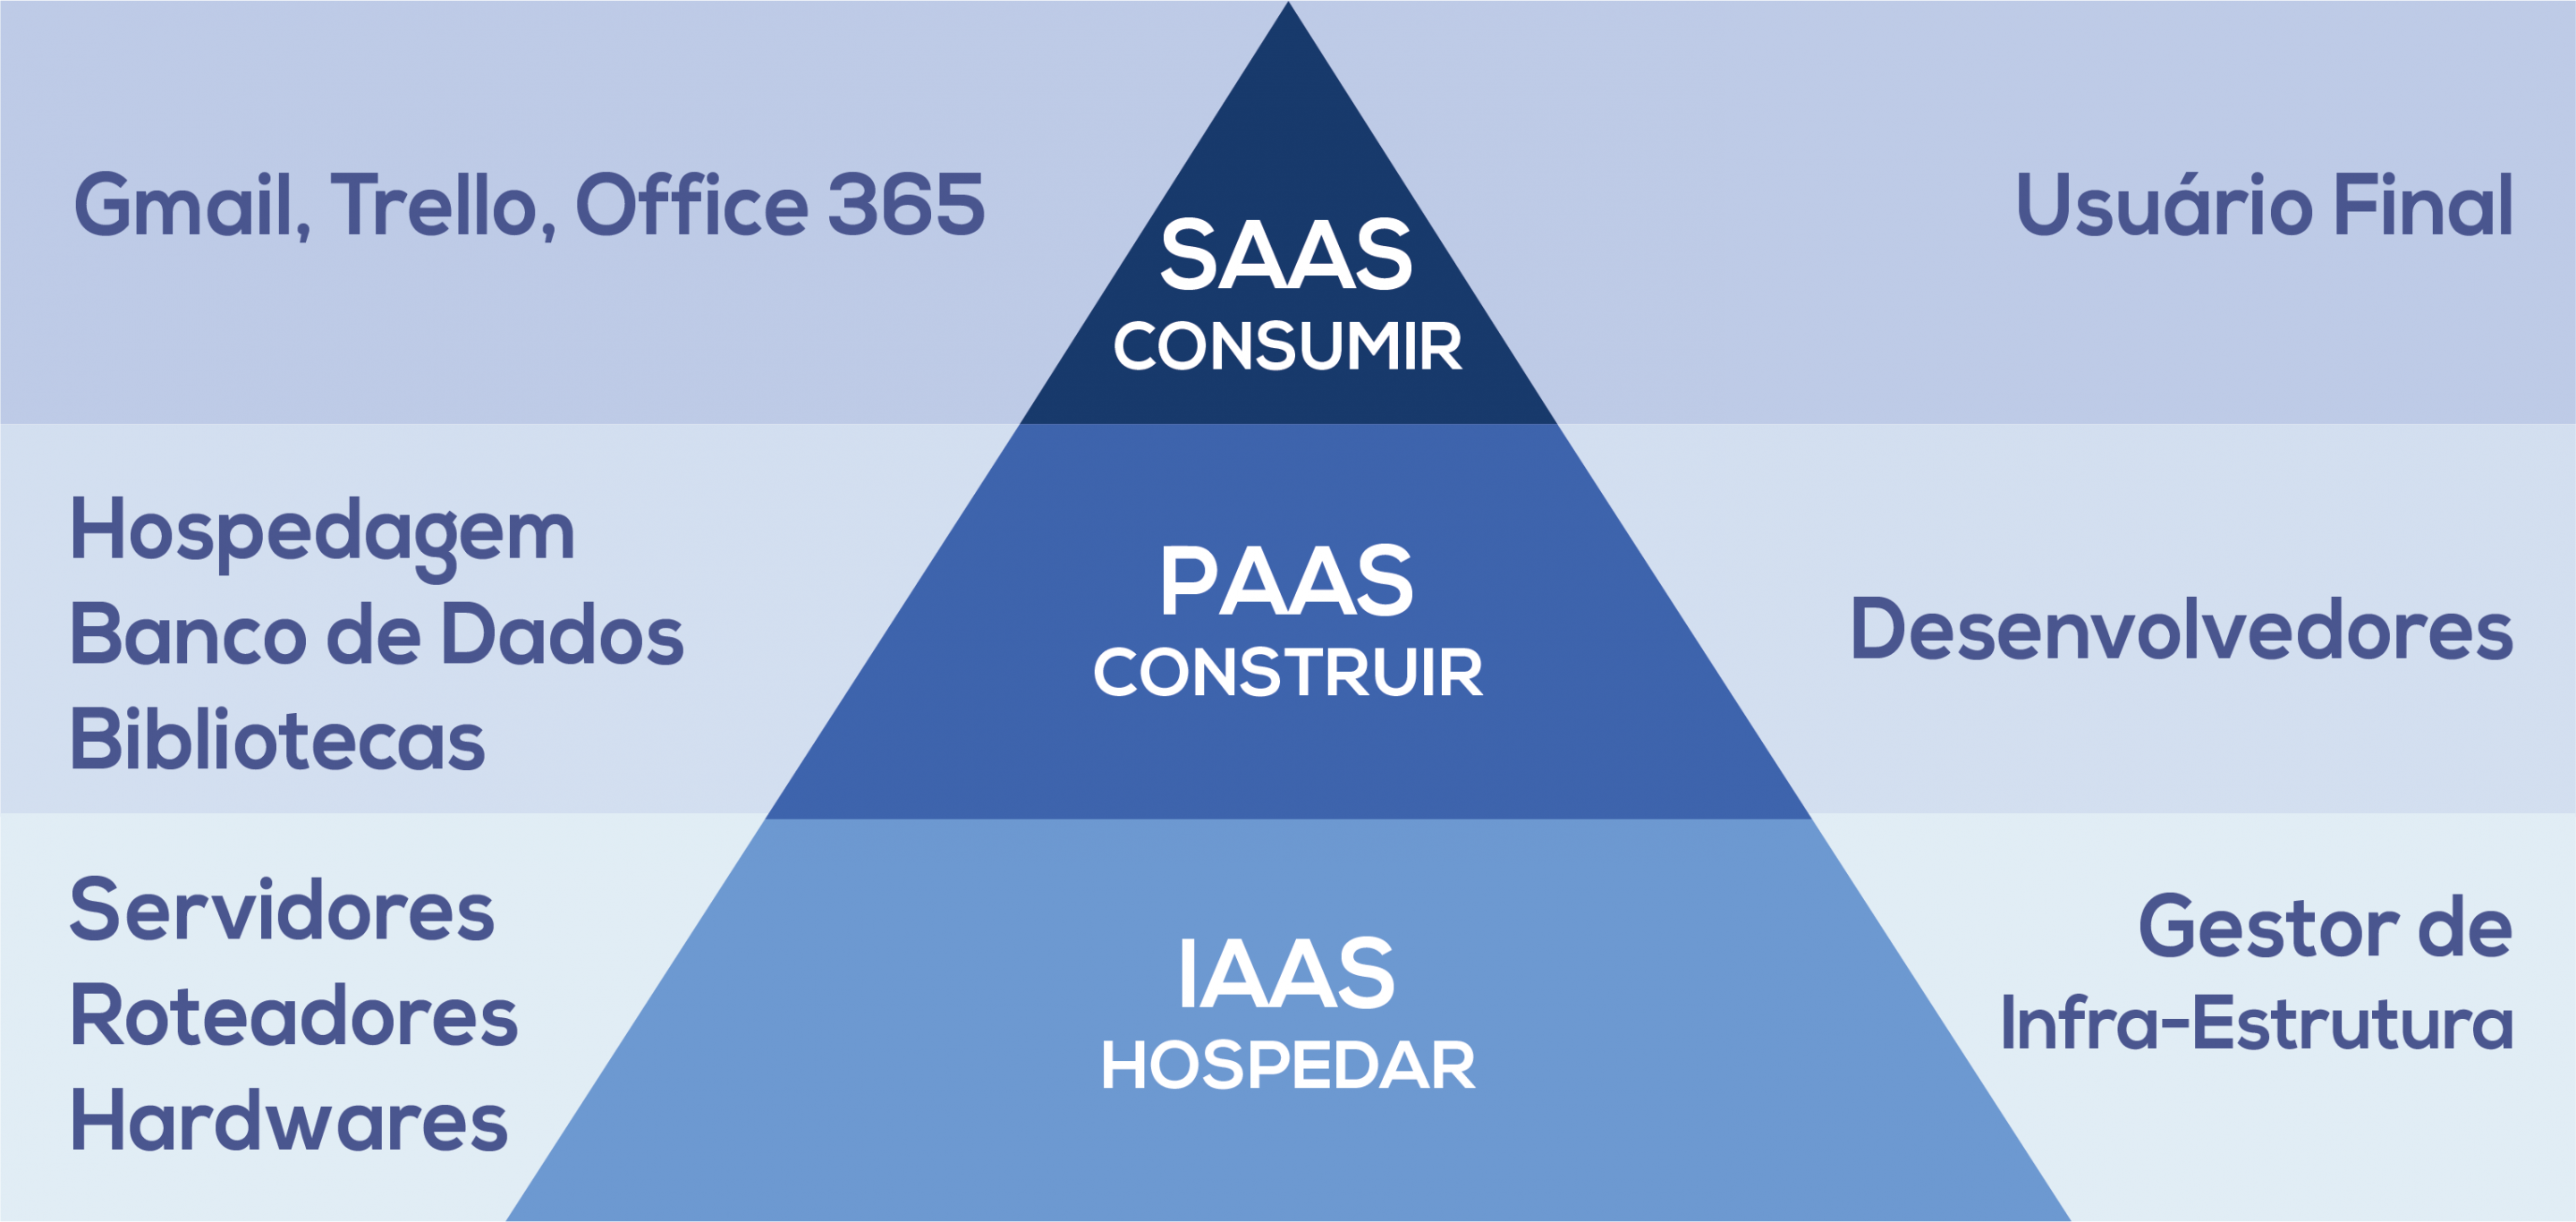 Gmail, Trello, Office 365
SAAS
CONSUMIR
Usuário Final
Hospedagem
Banco de Dados
Bibliotecas
PAAS
CONSTRUIR
Desenvolvedores
Servidores
Roteadores
Hardwares
IAAS
HOSPEDAR
Gestor de
Infra-Estrutura